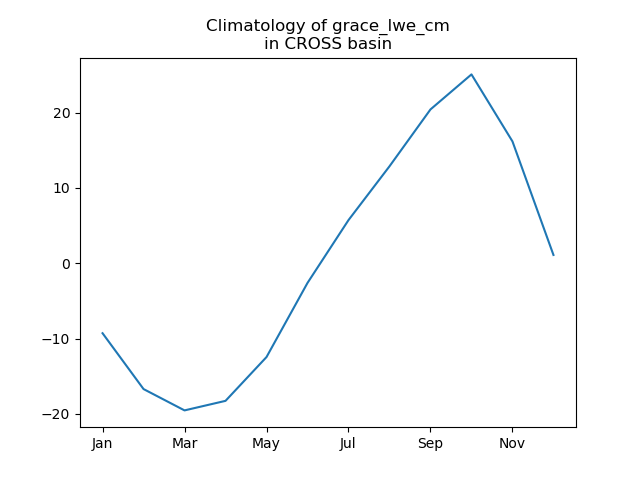 Climatology of grace_lwe_cm
in CROSS basin
20
10
0
−10
−20
Jan
Mar
May
Jul
Sep
Nov